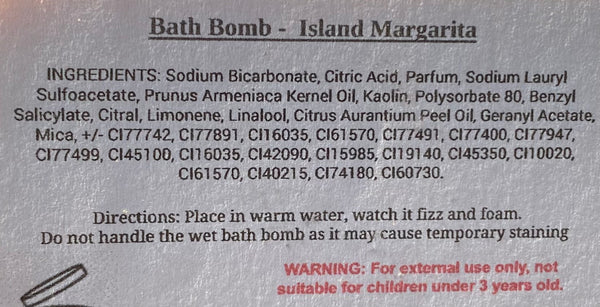 Bath Bomb - Island Margarita
INGREDIENTS: Sodium Bicarbonate, Citric Acid, Parfum, Sodium Lauryl
Sulfoacetate, Prunus Armeniaca Kernel Oil, Kaolin, Polysorbate 80, Benzyl
Salicylate, Citral, Limonene, Linalool, Citrus Aurantium Peel Oil, Geranyl Acetate,
Mica, +/- CI77742, CI77891, CI16035, CI61570, CI77491, CI77400, CI77947,
CI77499, CI45100, CI16035, CI42090, CI15985, CI19140, CI45350, CI10020,
CI61570, CI40215, CI74180, CI60730.
Directions: Place in warm water, watch it fizz and foam.
Do not handle the wet bath bomb as it may cause temporary staining
WARNING: For external use only, not
suitable for children under 3 years old.